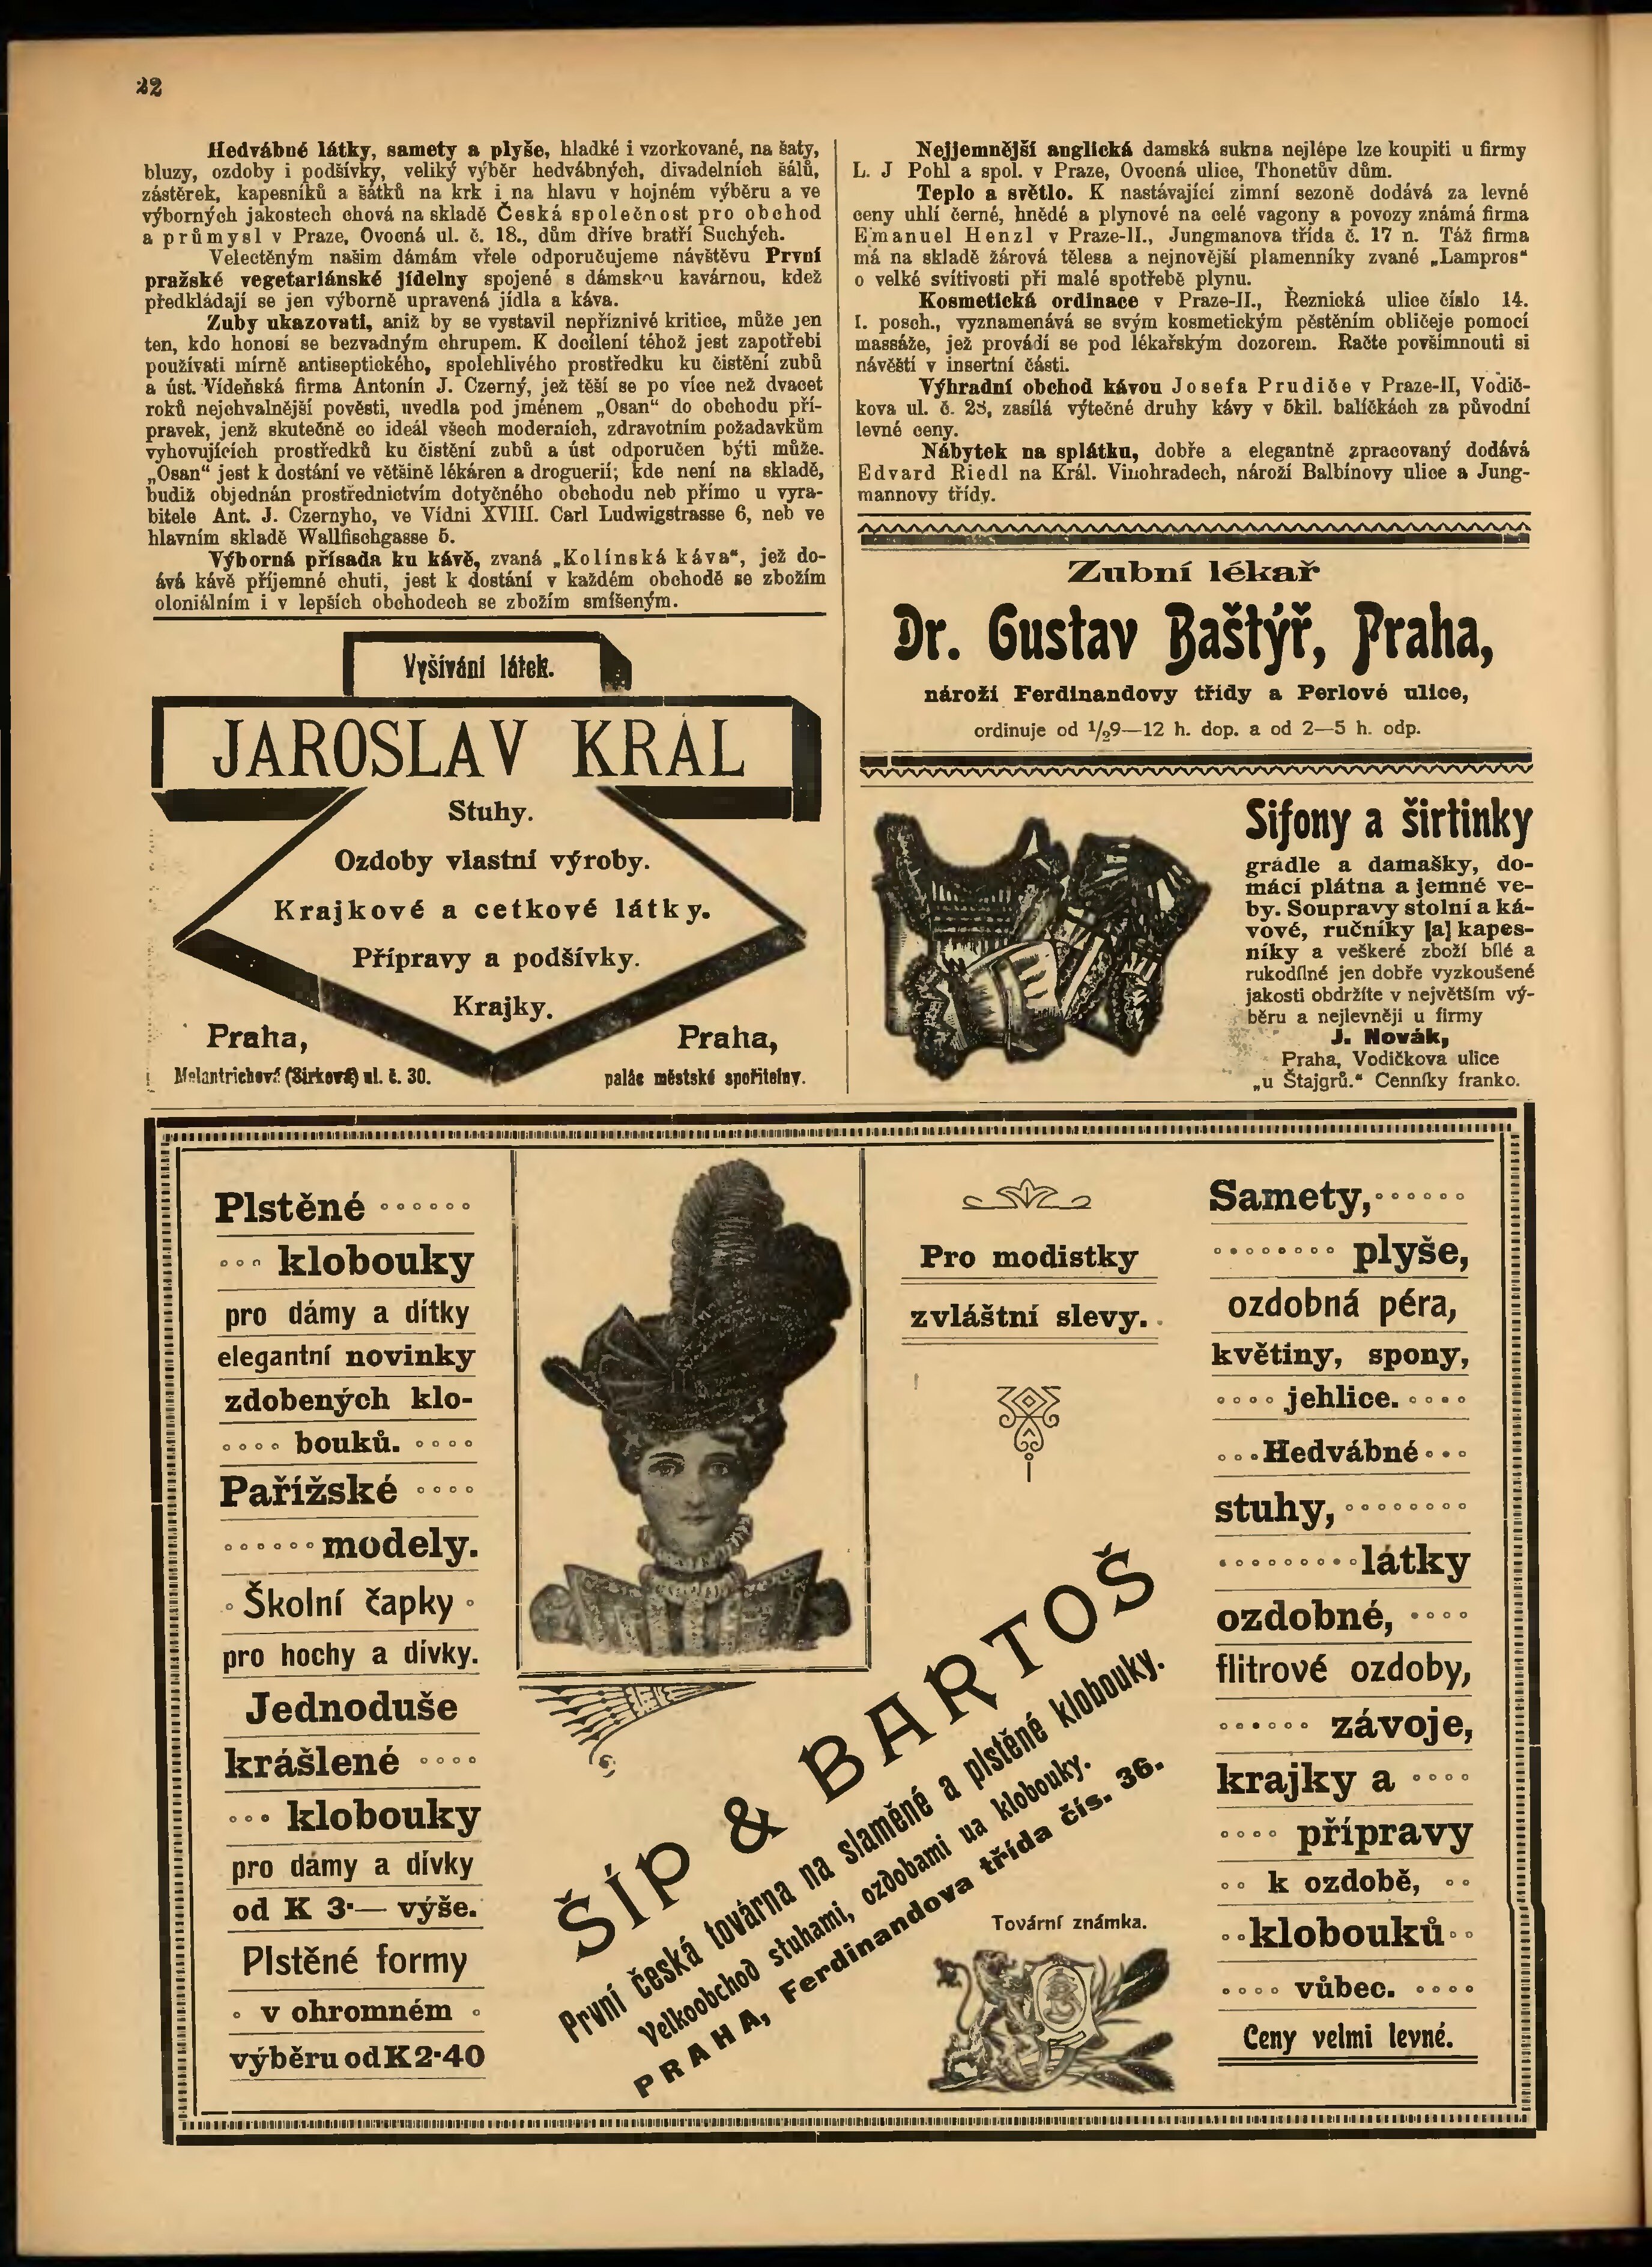 22
Hedvábné látky, samety a plyše, hladké i vzorkované, na šaty,
bluzy, ozdoby i podšívky, veliký výběr hedvábných, divadelních šálů,
zástěrek, kapesníků a šátků na krk i na hlavu v hojném výběru a ve
výborných jakostech chová na skladě Česká společnost pro obchod
a průmysl v Praze, Ovocná ul. č. 18., dům dříve bratří Suchých.
Velectěným našim dámám vřele odporučujeme návštěvu První
pražské vegetariánské jídelny spojené s dámskou kavárnou, kdež
předkládají se jen výborně upravená jídla a káva.
Zuby ukazovati, aniž by se vystavil nepříznivé kritice, může jen
ten, kdo honosí se bezvadným chrupem. K docílení téhož jest zapotřebí
používati mírně antiseptického, spolehlivého prostředku ku čistění zubů
a úst. Vídeňská firma Antonín J. Czerný, jež těší se po více než dvacet
roků nejchvalnější pověsti, uvedla pod jménem „Osan“ do obchodu pří-
pravek, jenž skutečně co ideál všech moderních, zdravotním požadavkům
vyhovujících prostředků ku čistění zubů a úst odporučen býti může.
„Osan“ jest k dostání ve většině lékáren a droguerií; kde není na skladě,
budiž objednán prostřednictvím dotyčného obchodu neb přímo u vyra-
bitele Ant. J. Czernyho, ve Vídni XVIII. Carl Ludwigstrasse 6, neb ve
hlavním skladě Wallfischgasse 5.
Výborná přísada ku kávě, zvaná „Kolínská káva“, jež do-
ává kávě příjemné chuti, jest k dostání v každém obchodě se zbožím
oloniálním i v lepších obchodech se zbožím smíšeným.
Vyšívání látek.
JAROSLAV KRÁL
Stuhy.
Ozdoby vlastní výroby.
Krajkové a cetkové látky.
Přípravy a podšívky.
Krajky.
Praha,
Melantrichova (Sirková) ul. č. 30.
Praha,
palác městské spořitelny.
Nejjemnější anglická damská sukna nejlépe lze koupiti u firmy
L. J Pohl a spol. v Praze, Ovocná ulice, Thonetův dům.
Teplo a světlo. K nastávající zimní sezoně dodává za levné
ceny uhlí černé, hnědé a plynové na celé vagony a povozy známá firma
Emanuel Henzl v Praze-II., Jungmanova třída č. 17 n. Táž firma
má na skladě žárová tělesa a nejnovější plamenníky zvané „Lampros“
o velké svítivosti při malé spotřebě plynu.
Kosmetická ordinace v Praze-II., Řeznická ulice číslo 14.
I. posch., vyznamenává se svým kosmetickým pěstěním obličeje pomocí
massáže, jež provádí se pod lékařským dozorem. Račte povšimnouti si
návěští v insertní části.
Výhradní obchod kávou Josefa Prudiče v Praze-II, Vodič-
kova ul. č. 28, zasílá výtečné druhy kávy v 5kil. balíčkách za původní
levné ceny.
Nábytek na splátku, dobře a elegantně zpracovaný dodává
Edvard Riedl na Král. Vinohradech, nároží Balbínovy ulice a Jung-
mannovy třídy.
Zubní lékař
Dr. Gustav Baštýř, Praha,
nároží Ferdinandovy třídy a Perlové ulice,
ordinuje od 1/29—12 h. dop. a od 2—5 h. odp.
Sifony a širtinky
grádle a damašky, do-
mácí plátna a jemné ve-
by. Soupravy stolní a ká-
vové, ručníky [a] kapes-
níky a veškeré zboží bílé a
rukodílné jen dobře vyzkoušené
jakosti obdržíte v největším vý-
běru a nejlevněji u firmy
J. Novák,
Praha, Vodičkova ulice
„u Štajgrů.“ Cenníky franko.
Plstěné
klobouky
pro dámy a dítky
elegantní novinky
zdobených klo-
bouků.
Pařížské
modely.
Školní čapky
pro hochy a dívky.
Jednoduše
krášlené
klobouky
pro dámy a dívky
od K 3·— výše.
Plstěné formy
v ohromném
výběru od K 2·40
Pro modistky
zvláštní slevy.
ŠÍP & BARTOŠ
První česká továrna na slaměné a plstěné klobouky.
Velkoobchod stuhami, ozdobami na klobouky.
PRAHA, Ferdinandova třída čís. 36.
Tovární známka.
Samety,
plyše,
ozdobná péra,
květiny, spony,
jehlice.
Hedvábné
stuhy,
látky
ozdobné,
flitrové ozdoby,
závoje,
krajky a
přípravy
k ozdobě,
klobouků
vůbec.
Ceny velmi levné.